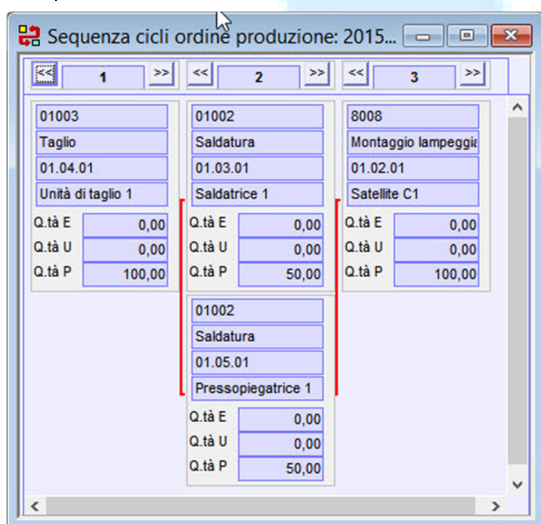 Sequenza cicli ordine produzione: 2015...
<< 1 >> << 2 >> << 3 >>
01003
Taglio
01.04.01
Unità di taglio 1
Q.tà E 0,00
Q.tà U 0,00
Q.tà P 100,00
01002
Saldatura
01.03.01
Saldatrice 1
Q.tà E 0,00
Q.tà U 0,00
Q.tà P 50,00
01002
Saldatura
01.05.01
Pressopiegatrice 1
Q.tà E 0,00
Q.tà U 0,00
Q.tà P 50,00
8008
Montaggio lampeggia
01.02.01
Satellite C1
Q.tà E 0,00
Q.tà U 0,00
Q.tà P 100,00